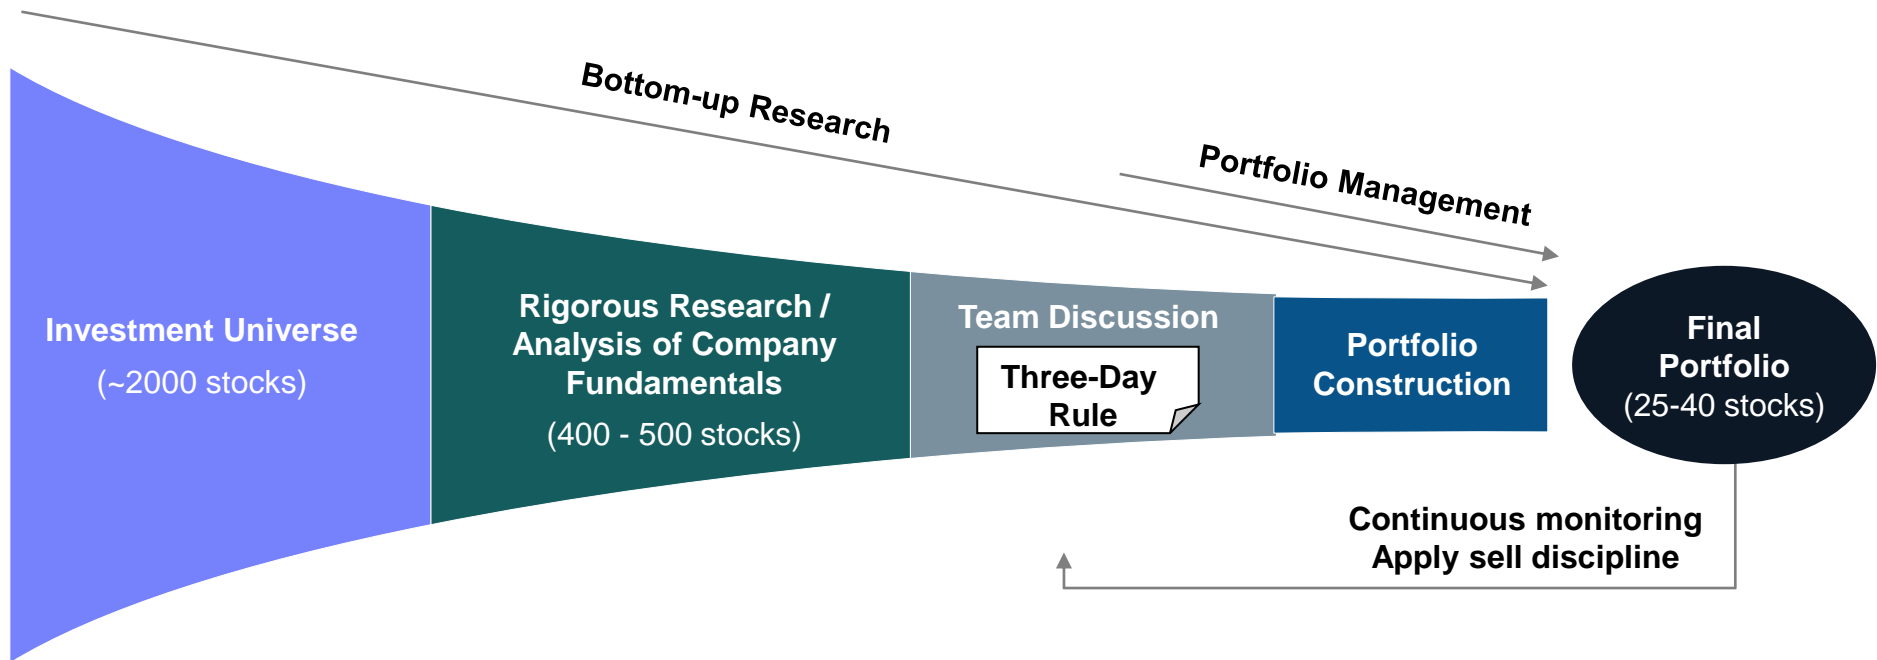 Bottom-up Research
Portfolio Management
Investment Universe
(~2000 stocks)
Rigorous Research /
Analysis of Company
Fundamentals
(400 - 500 stocks)
Team Discussion
Three-Day
Rule
Portfolio
Construction
Final
Portfolio
(25-40 stocks)
Continuous monitoring
Apply sell discipline